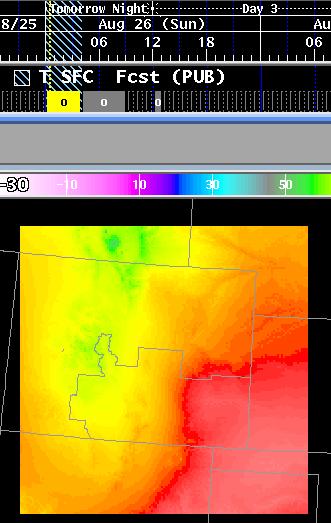 Tomorrow Night Day 3
8/25 Aug 26 (Sun) Au
06 12 18 06
T SFC Fcst (PUB)
0 0 0
-30 -10 10 30 50